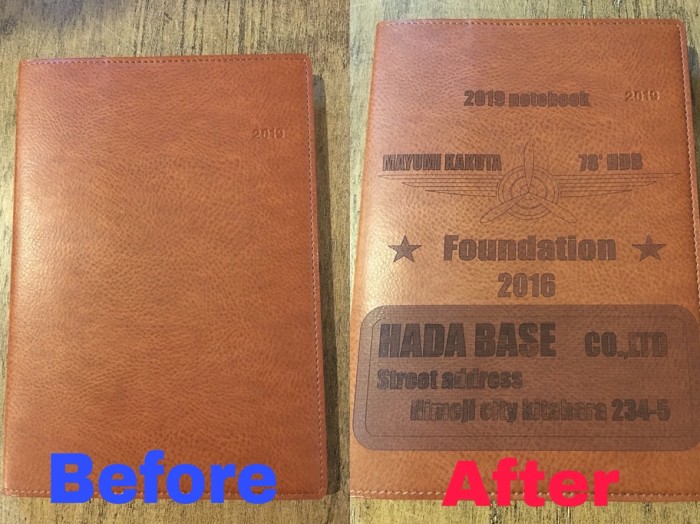 2019
Before
2019 notebook
2019
MAYUMI KAKUTA
78' HDB
Foundation
2016
HADA BASE CO.,LTD
Street address
Himeji city kitahara 234-5
After